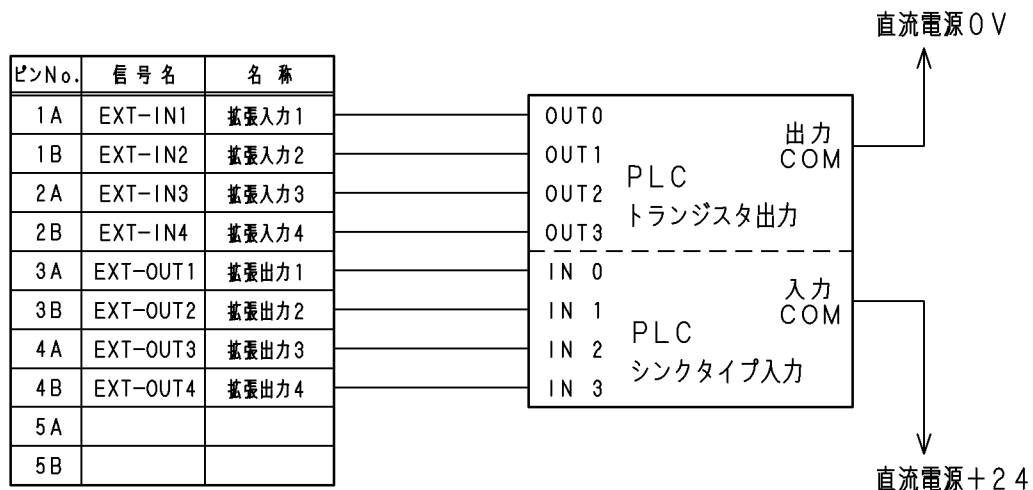 直流電源0V
ピンNo. 信号名 名称
1A EXT-IN1 拡張入力1
1B EXT-IN2 拡張入力2
2A EXT-IN3 拡張入力3
2B EXT-IN4 拡張入力4
3A EXT-OUT1 拡張出力1
3B EXT-OUT2 拡張出力2
4A EXT-OUT3 拡張出力3
4B EXT-OUT4 拡張出力4
5A
5B
OUT0
OUT1
OUT2
OUT3
PLC
トランジスタ出力
出力
COM
IN 0
IN 1
IN 2
IN 3
PLC
シンクタイプ入力
入力
COM
直流電源+24